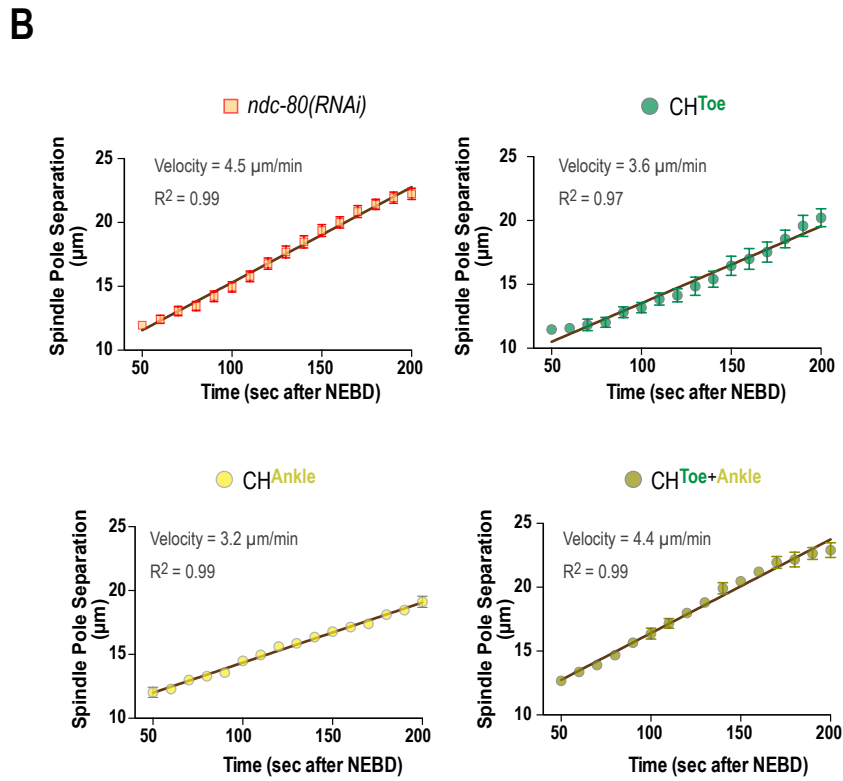 B
ndc-80(RNAi)
Velocity = 4.5 µm/min
R2 = 0.99
Spindle Pole Separation
(µm)
25
20
15
10
50
100
150
200
Time (sec after NEBD)
CHToe
Velocity = 3.6 µm/min
R2 = 0.97
Spindle Pole Separation
(µm)
25
20
15
10
50
100
150
200
Time (sec after NEBD)
CHAnkle
Velocity = 3.2 µm/min
R2 = 0.99
Spindle Pole Separation
(µm)
25
20
15
10
50
100
150
200
Time (sec after NEBD)
CHToe+Ankle
Velocity = 4.4 µm/min
R2 = 0.99
Spindle Pole Separation
(µm)
25
20
15
10
50
100
150
200
Time (sec after NEBD)